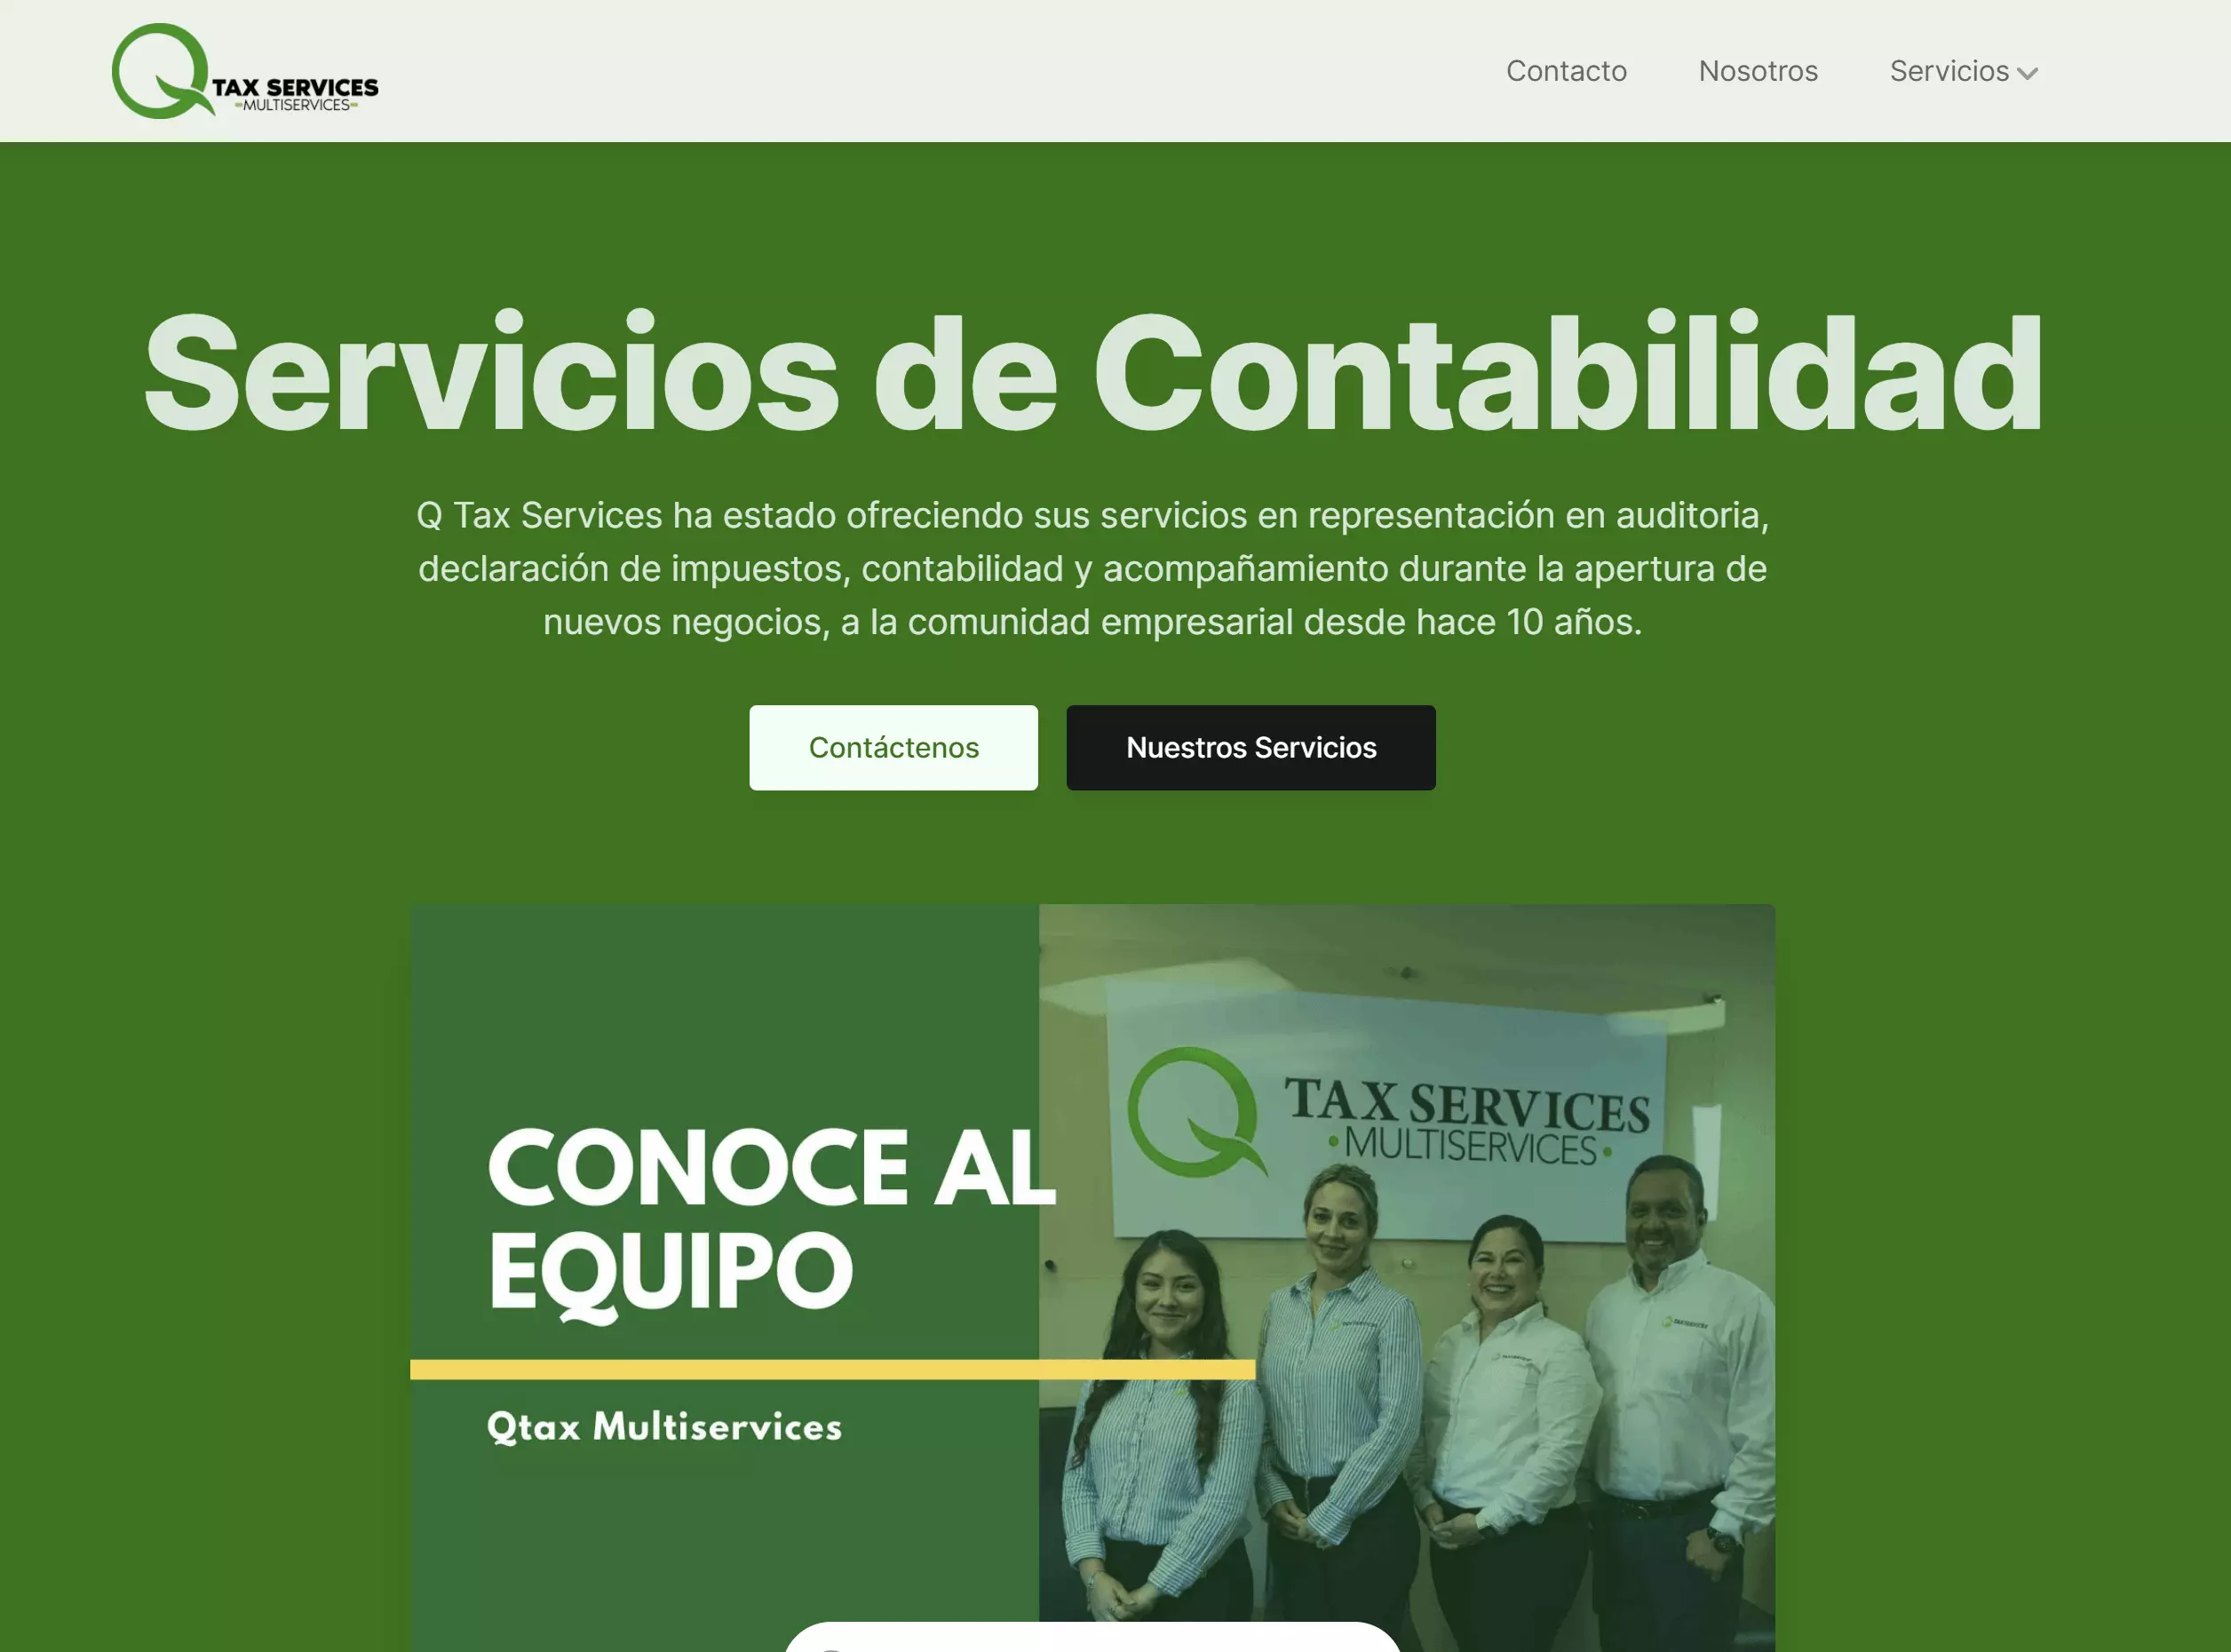 TAX SERVICES
MULTISERVICES
Contacto
Nosotros
Servicios
Servicios de Contabilidad
Q Tax Services ha estado ofreciendo sus servicios en representación en auditoria,
declaración de impuestos, contabilidad y acompañamiento durante la apertura de
nuevos negocios, a la comunidad empresarial desde hace 10 años.
Contáctenos
Nuestros Servicios
CONOCE AL
EQUIPO
Qtax Multiservices
Q TAX SERVICES
MULTISERVICES